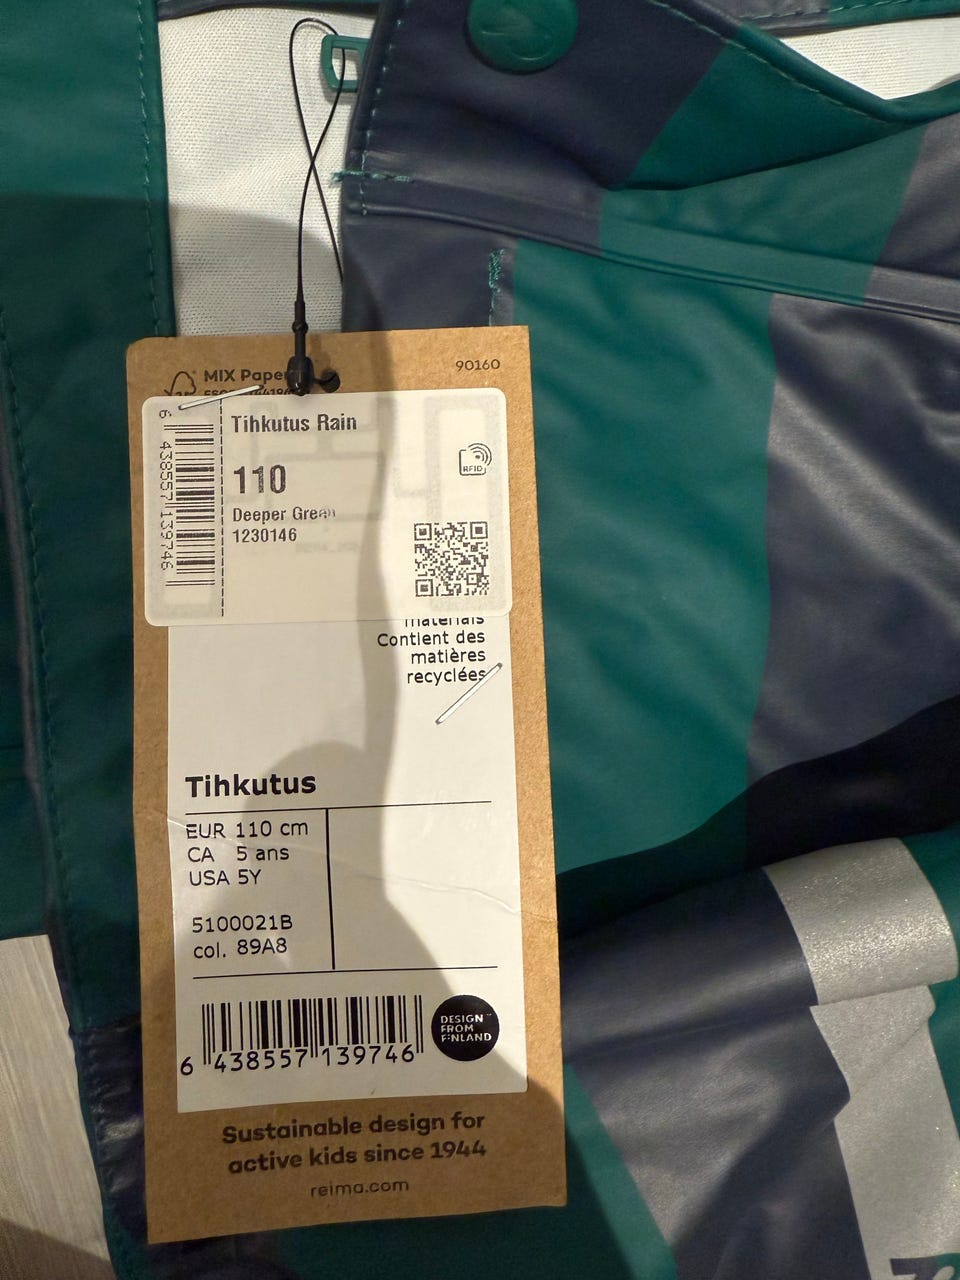 MIX Paper
90160
Tihkutus Rain
RFID
110
Deeper Green
1230146
6 438557 139746
materials
Contient des
matières
recyclées
Tihkutus
EUR 110 cm
CA 5 ans
USA 5Y
5100021B
col. 89A8
6 438557 139746
DESIGN
FROM
FINLAND
Sustainable design for
active kids since 1944
reima.com